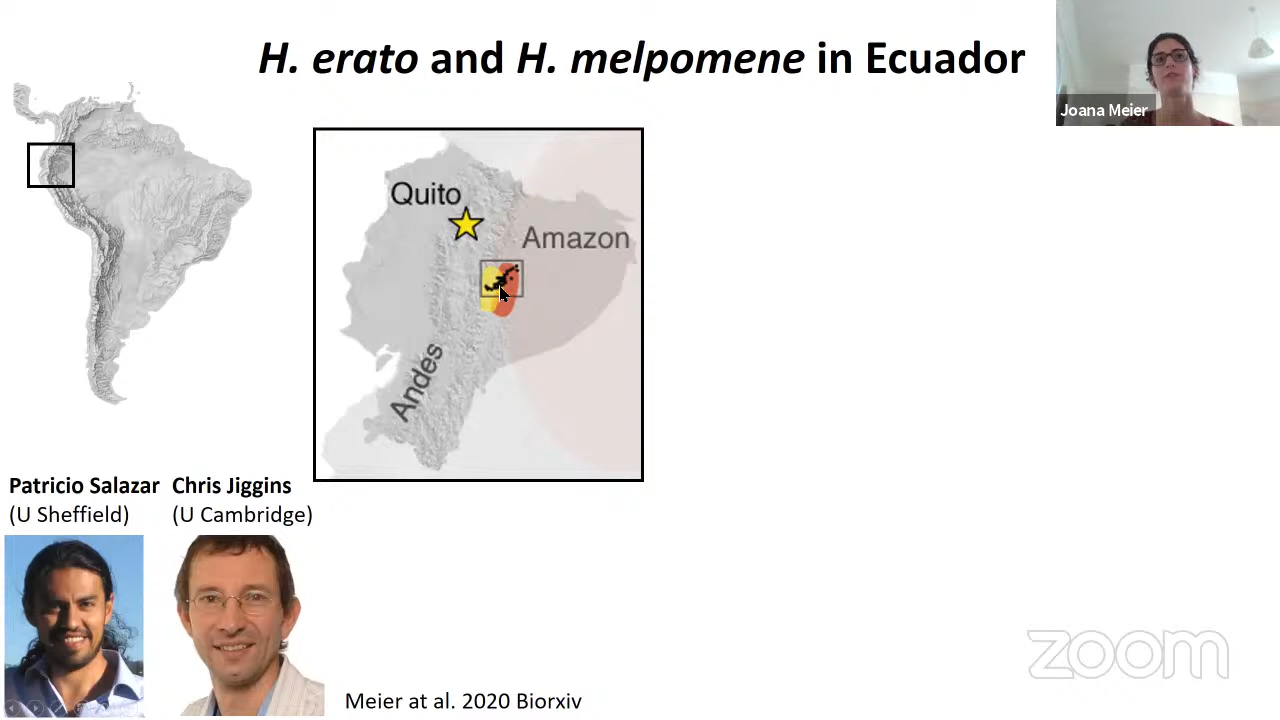 H. erato and H. melpomene in Ecuador
Joana Meier
Quito
Amazon
Andes
Patricio Salazar
(U Sheffield)
Chris Jiggins
(U Cambridge)
Meier at al. 2020 Biorxiv
zoom